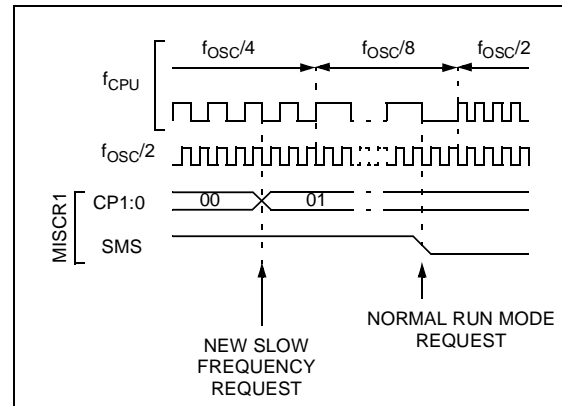 fOSC/4 fOSC/8 fOSC/2
fCPU
fOSC/2
MISCR1
CP1:0 00 01
SMS
NEW SLOW
FREQUENCY
REQUEST
NORMAL RUN MODE
REQUEST